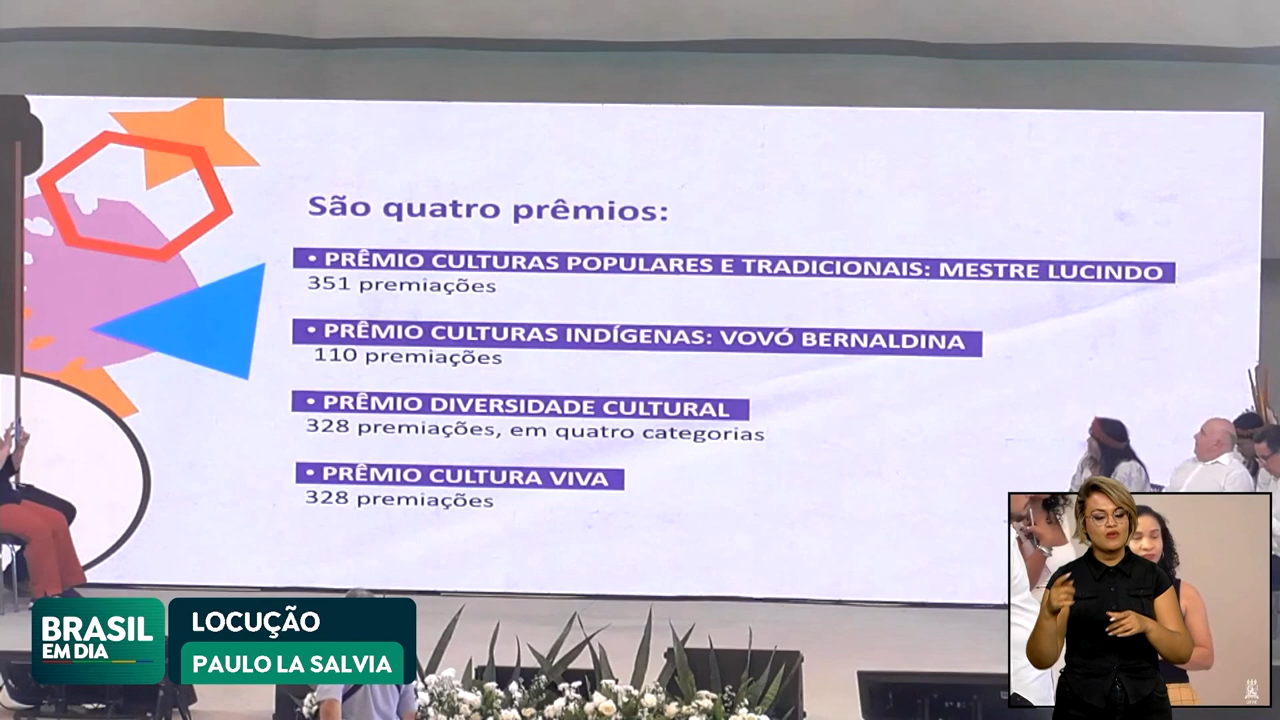 São quatro prêmios:
• PRÊMIO CULTURAS POPULARES E TRADICIONAIS: MESTRE LUCINDO
351 premiações
• PRÊMIO CULTURAS INDÍGENAS: VOVÓ BERNALDINA
110 premiações
• PRÊMIO DIVERSIDADE CULTURAL
328 premiações, em quatro categorias
• PRÊMIO CULTURA VIVA
328 premiações
BRASIL
EM DIA
LOCUÇÃO
PAULO LA SALVIA